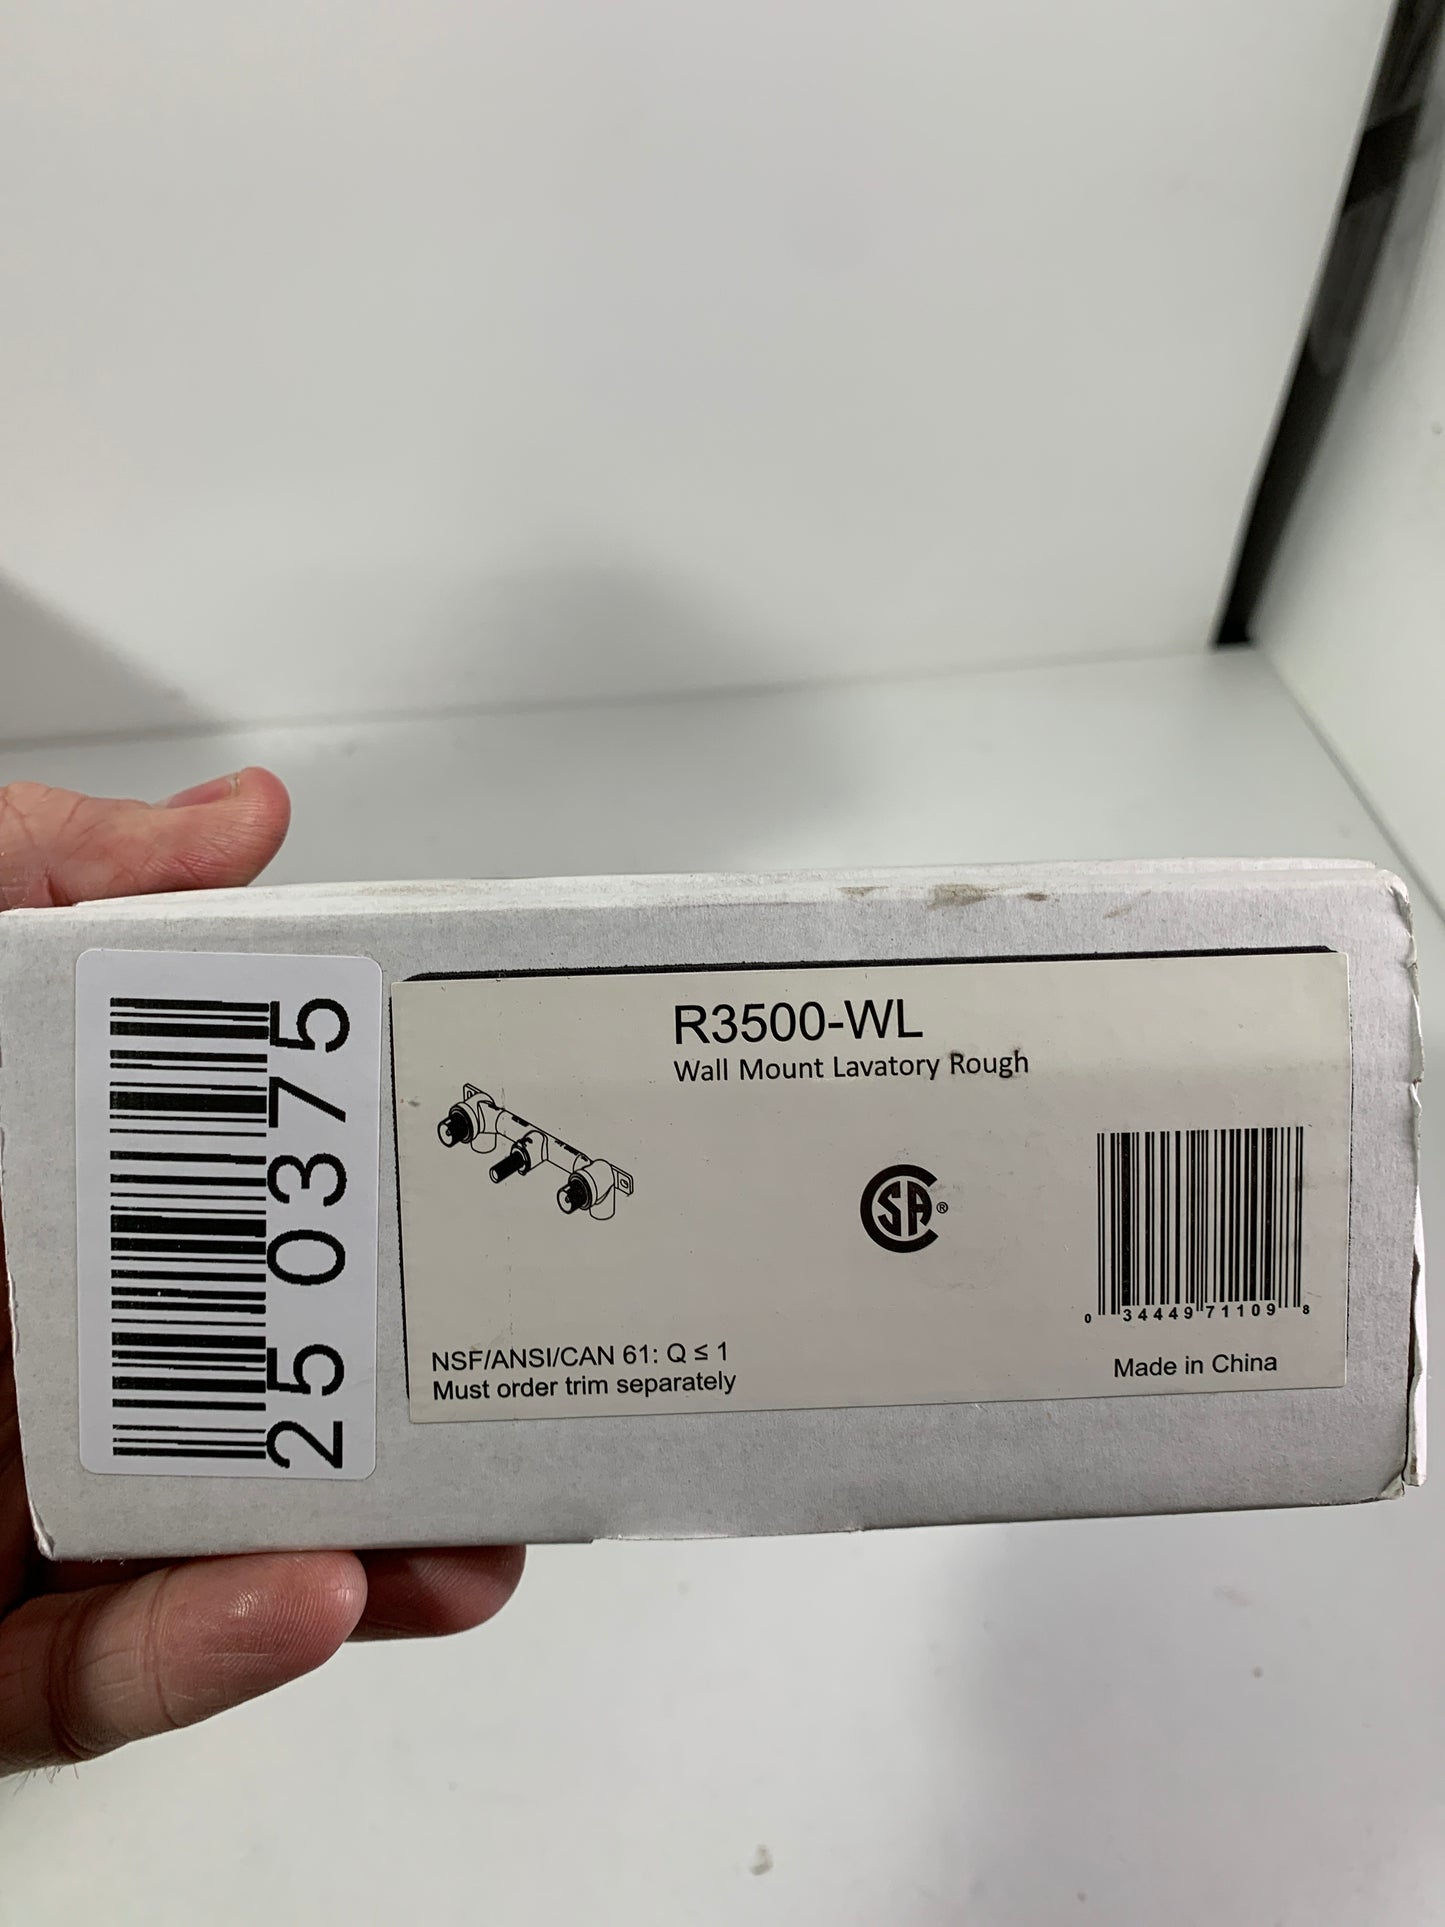 25 0375
R3500-WL
Wall Mount Lavatory Rough
CSA®
0 34449 71109 8
NSF/ANSI/CAN 61: Q ≤ 1
Must order trim separately
Made in China